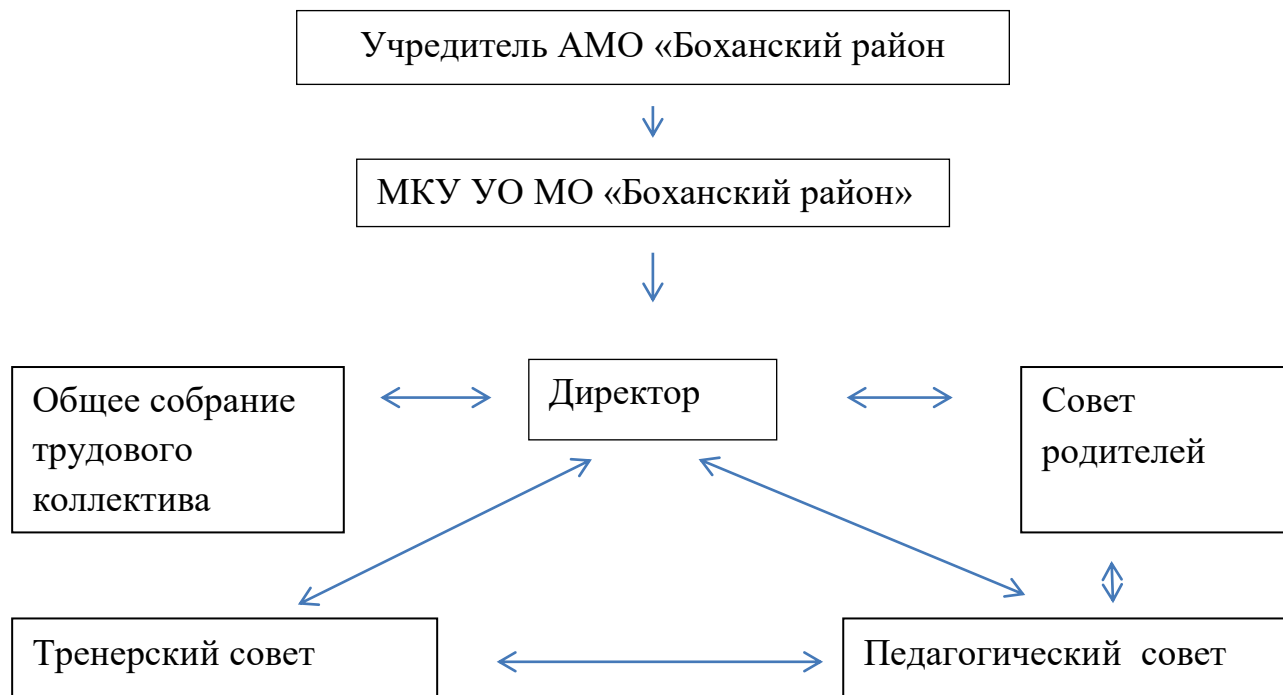 Учредитель АМО «Боханский район
МКУ УО МО «Боханский район»
Общее собрание
трудового
коллектива
Директор
Совет
родителей
Тренерский совет
Педагогический совет